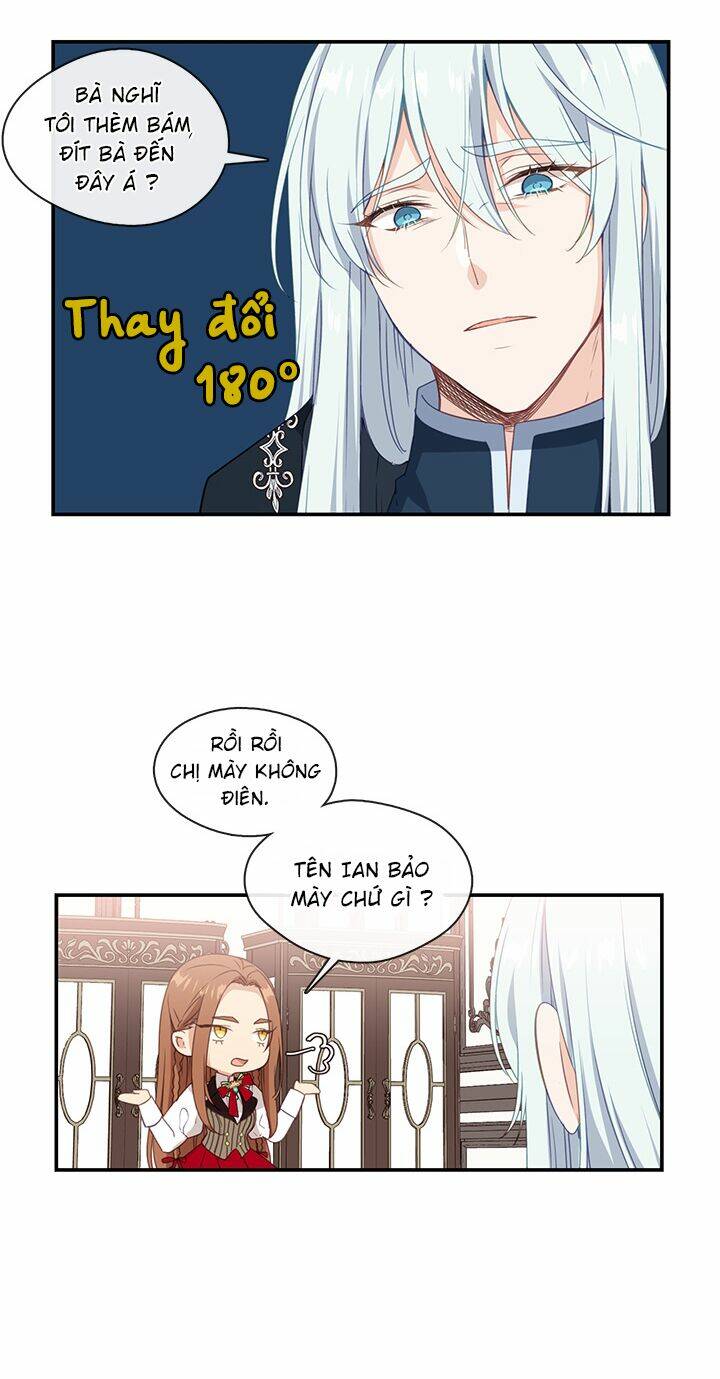 BÀ NGHĨ
TÔI THÈM BÁM
ĐÍT BÀ ĐẾN
ĐÂY Á ?
Thay đổi
180°
RỒI RỒI
CHỊ MÀY KHÔNG
ĐIÊN.
TÊN IAN BẢO
MÀY CHỨ GÌ ?